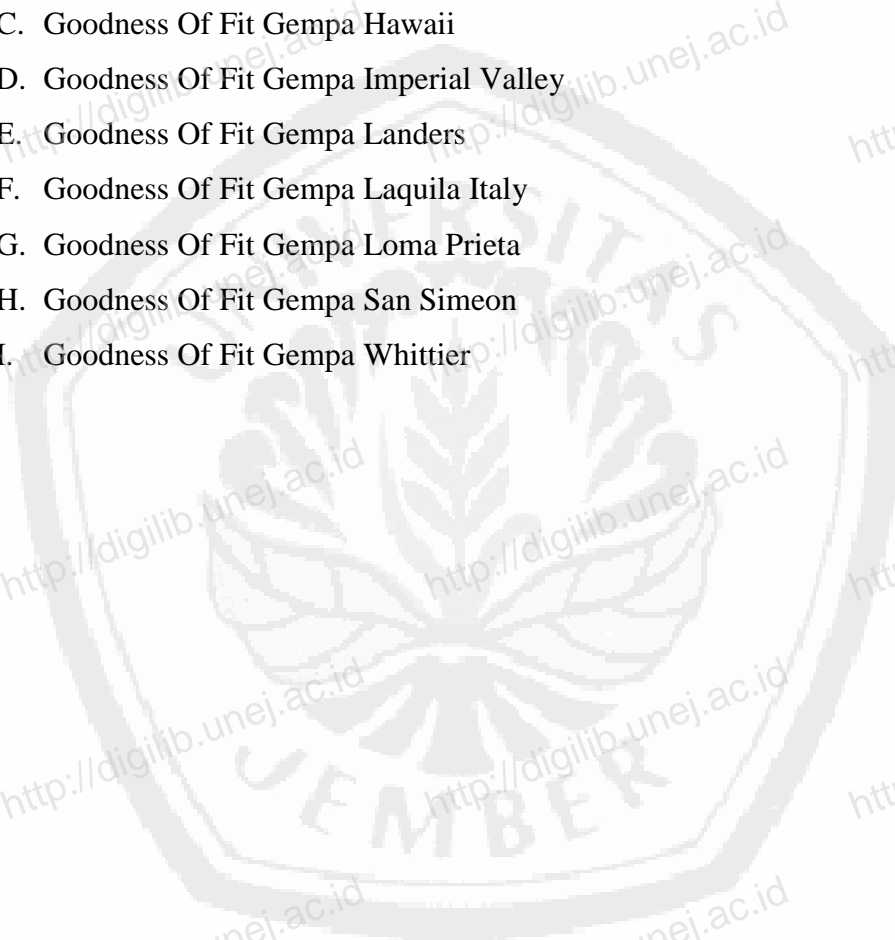 C. Goodness Of Fit Gempa Hawaii
D. Goodness Of Fit Gempa Imperial Valley
E. Goodness Of Fit Gempa Landers
F. Goodness Of Fit Gempa Laquila Italy
G. Goodness Of Fit Gempa Loma Prieta
H. Goodness Of Fit Gempa San Simeon
I. Goodness Of Fit Gempa Whittier
UNIVERSITAS
JEMBER
http://digilib.unej.ac.id
http://digilib.unej.ac.id
http://digilib.unej.ac.id
http://digilib.unej.ac.id
http://digilib.unej.ac.id
http://digilib.unej.ac.id